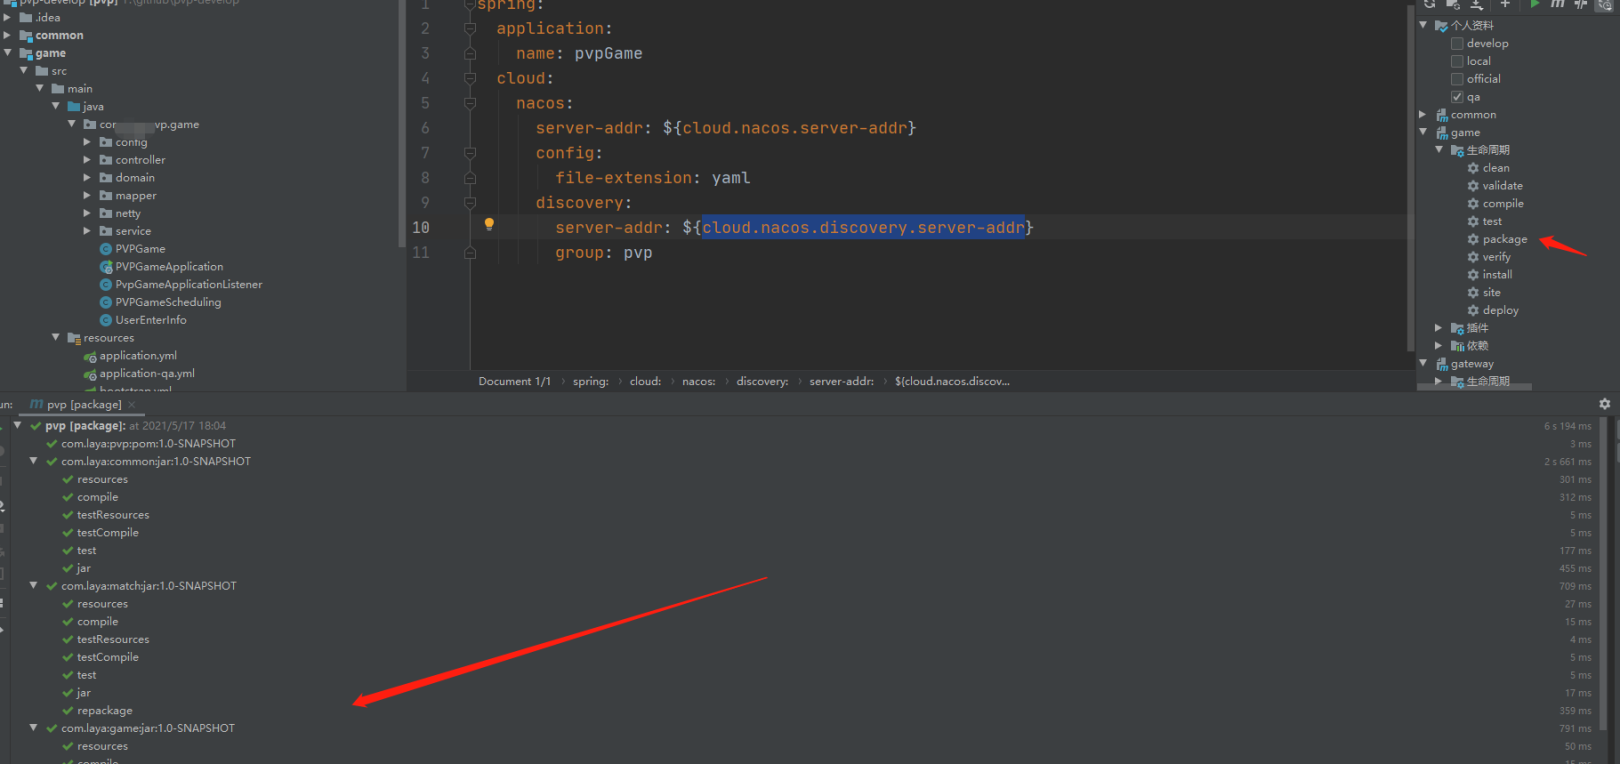 pvp-develop [pvp]
.idea
common
game
src
main
java
vp.game
config
controller
domain
mapper
netty
service
PVPGame
PVPGameApplication
PvpGameApplicationListener
PVPGameScheduling
UserEnterInfo
resources
application.yml
application-qa.yml
bootstrap.yml
1 spring:
2 application:
3 name: pvpGame
4 cloud:
5 nacos:
6 server-addr: ${cloud.nacos.server-addr}
7 config:
8 file-extension: yaml
9 discovery:
10 server-addr: ${cloud.nacos.discovery.server-addr}
11 group: pvp
Document 1/1 › spring: › cloud: › nacos: › discovery: › server-addr: › ${cloud.nacos.discov...
个人资料
develop
local
official
qa
common
game
生命周期
clean
validate
compile
test
package
verify
install
site
deploy
插件
依赖
gateway
生命周期
un: pvp [package]
pvp [package]: at 2021/5/17 18:04 6 s 194 ms
com.laya:pvp:pom:1.0-SNAPSHOT 3 ms
com.laya:common:jar:1.0-SNAPSHOT 2 s 661 ms
resources 301 ms
compile 312 ms
testResources 5 ms
testCompile 5 ms
test 177 ms
jar 455 ms
com.laya:match:jar:1.0-SNAPSHOT 709 ms
resources 27 ms
compile 15 ms
testResources 4 ms
testCompile 5 ms
test 5 ms
jar 17 ms
repackage 359 ms
com.laya:game:jar:1.0-SNAPSHOT 791 ms
resources 50 ms
compile 15 ms